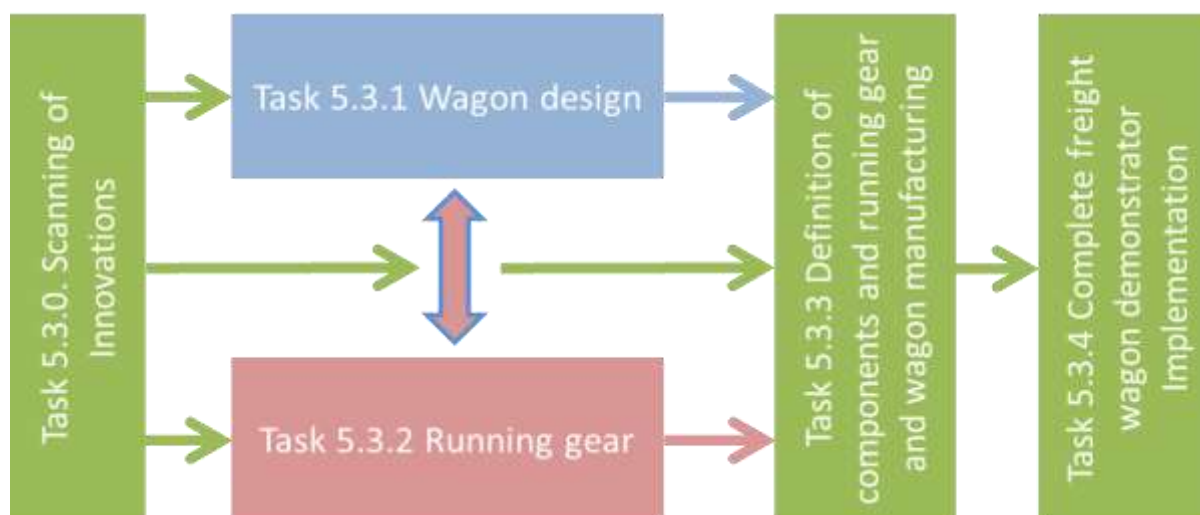 Task 5.3.0. Scanning of
Innovations
Task 5.3.1 Wagon design
Task 5.3.2 Running gear
Task 5.3.3 Definition of
components and running gear
and wagon manufacturing
Task 5.3.4 Complete freight
wagon demonstrator
Implementation